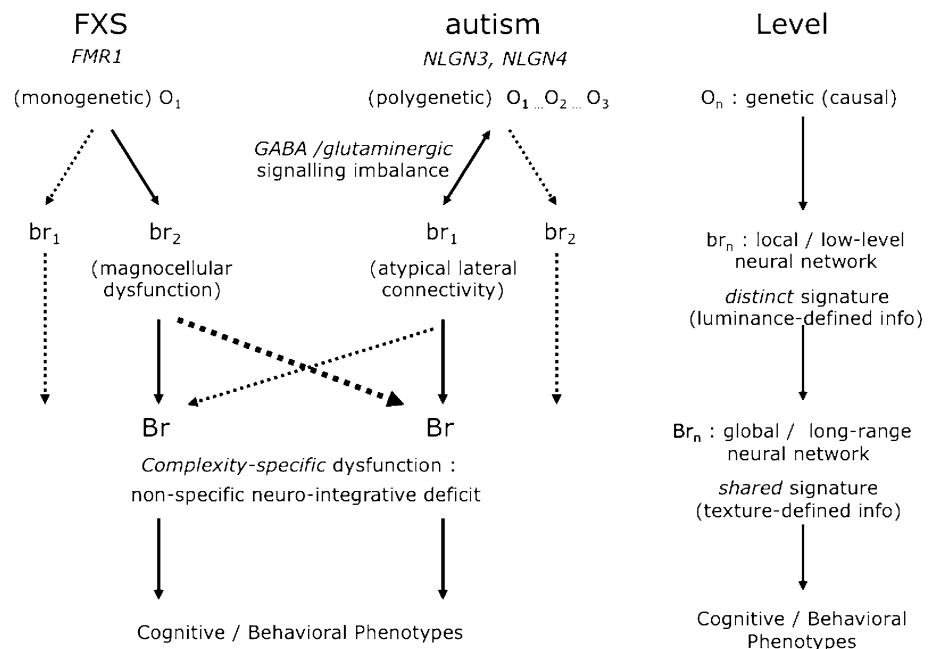 FXS
FMR1
(monogenetic) O₁
autism
NLGN3, NLGN4
(polygenetic) O₁ ... O₂ ... O₃
GABA /glutaminergic
signalling imbalance
br₁
br₂
(magnocellular
dysfunction)
br₁
(atypical lateral
connectivity)
br₂
Br
Br
Complexity-specific dysfunction :
non-specific neuro-integrative deficit
Cognitive / Behavioral Phenotypes
Level
Oₙ : genetic (causal)
brₙ : local / low-level
neural network
distinct signature
(luminance-defined info)
Brₙ : global / long-range
neural network
shared signature
(texture-defined info)
Cognitive / Behavioral
Phenotypes